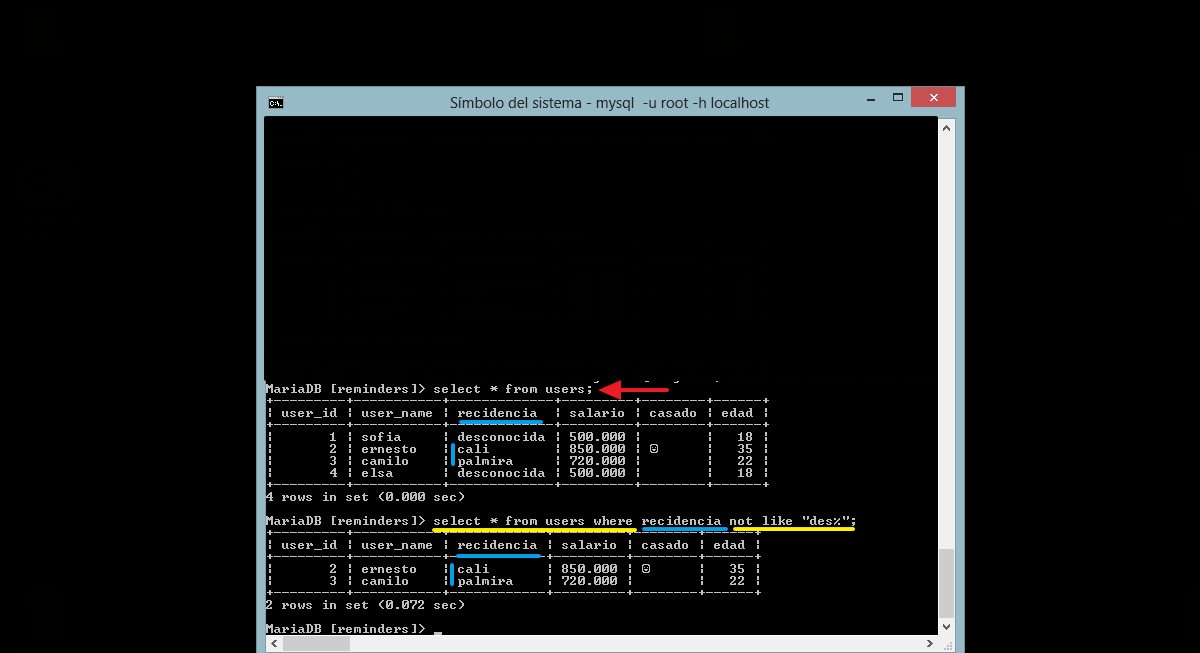 Símbolo del sistema - mysql -u root -h localhost
MariaDB [reminders]> select * from users;
+---------+-----------+-------------+---------+--------+------+
| user_id | user_name | recidencia  | salario | casado | edad |
+---------+-----------+-------------+---------+--------+------+
|       1 | sofia     | desconocida | 500.000 |        |   18 |
|       2 | ernesto   | cali        | 850.000 | ☺      |   35 |
|       3 | camilo    | palmira     | 720.000 |        |   22 |
|       4 | elsa      | desconocida | 500.000 |        |   18 |
+---------+-----------+-------------+---------+--------+------+
4 rows in set (0.000 sec)
MariaDB [reminders]> select * from users where recidencia not like "des%";
+---------+-----------+------------+---------+--------+------+
| user_id | user_name | recidencia | salario | casado | edad |
+---------+-----------+------------+---------+--------+------+
|       2 | ernesto   | cali       | 850.000 | ☺      |   35 |
|       3 | camilo    | palmira    | 720.000 |        |   22 |
+---------+-----------+------------+---------+--------+------+
2 rows in set (0.072 sec)
MariaDB [reminders]> _